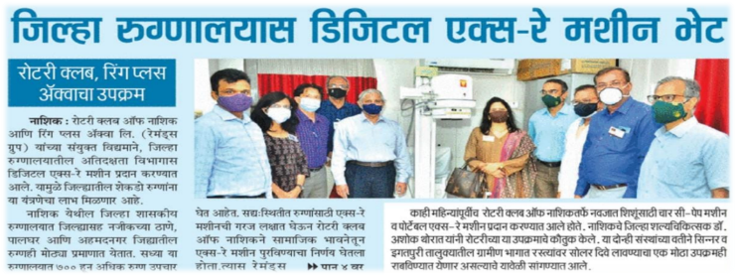 जिल्हा रुग्णालयास डिजिटल एक्स-रे मशीन भेट
रोटरी क्लब, रिंग प्लस
ॲक्वाचा उपक्रम
नाशिक : रोटरी क्लब ऑफ नाशिक
आणि रिंग प्लस ॲक्वा लि. (रेमंड्स
ग्रुप) यांच्या संयुक्त विद्यमाने, जिल्हा
रुग्णालयातील अतिदक्षता विभागास
डिजिटल एक्स-रे मशीन प्रदान करण्यात
आले. यामुळे जिल्ह्यातील शेकडो रुग्णांना
या यंत्रणेचा लाभ मिळणार आहे.
नाशिक येथील जिल्हा शासकीय
रुग्णालयात जिल्ह्यासह नजीकच्या ठाणे,
पालघर आणि अहमदनगर जिल्ह्यातील
रुग्णही मोठ्या प्रमाणात येतात. सध्या या
रुग्णालयात ७०० हून अधिक रुग्ण उपचार
घेत आहेत. सद्यःस्थितीत रुग्णांसाठी एक्स-रे
मशीनची गरज लक्षात घेऊन रोटरी क्लब
ऑफ नाशिकने सामाजिक भावनेतून
एक्स-रे मशीन पुरविण्याचा निर्णय घेतला
होता.त्यास रेमंड्स
›› पान ४ वर
काही महिन्यांपूर्वीच रोटरी क्लब ऑफ नाशिकतर्फे नवजात शिशूंसाठी चार सी-पेप मशीन
व पोर्टेबल एक्स-रे मशीन प्रदान करण्यात आले होते. नाशिकचे जिल्हा शल्यचिकित्सक डॉ.
अशोक थोरात यांनी रोटरीच्या या उपक्रमाचे कौतुक केले. या दोन्ही संस्थांच्या वतीने सिन्नर व
इगतपुरी तालुक्यातील ग्रामीण भागात रस्त्यांवर सोलर दिवे लावण्याचा एक मोठा उपक्रमही
राबविण्यात येणार असल्याचे यावेळी सांगण्यात आले.